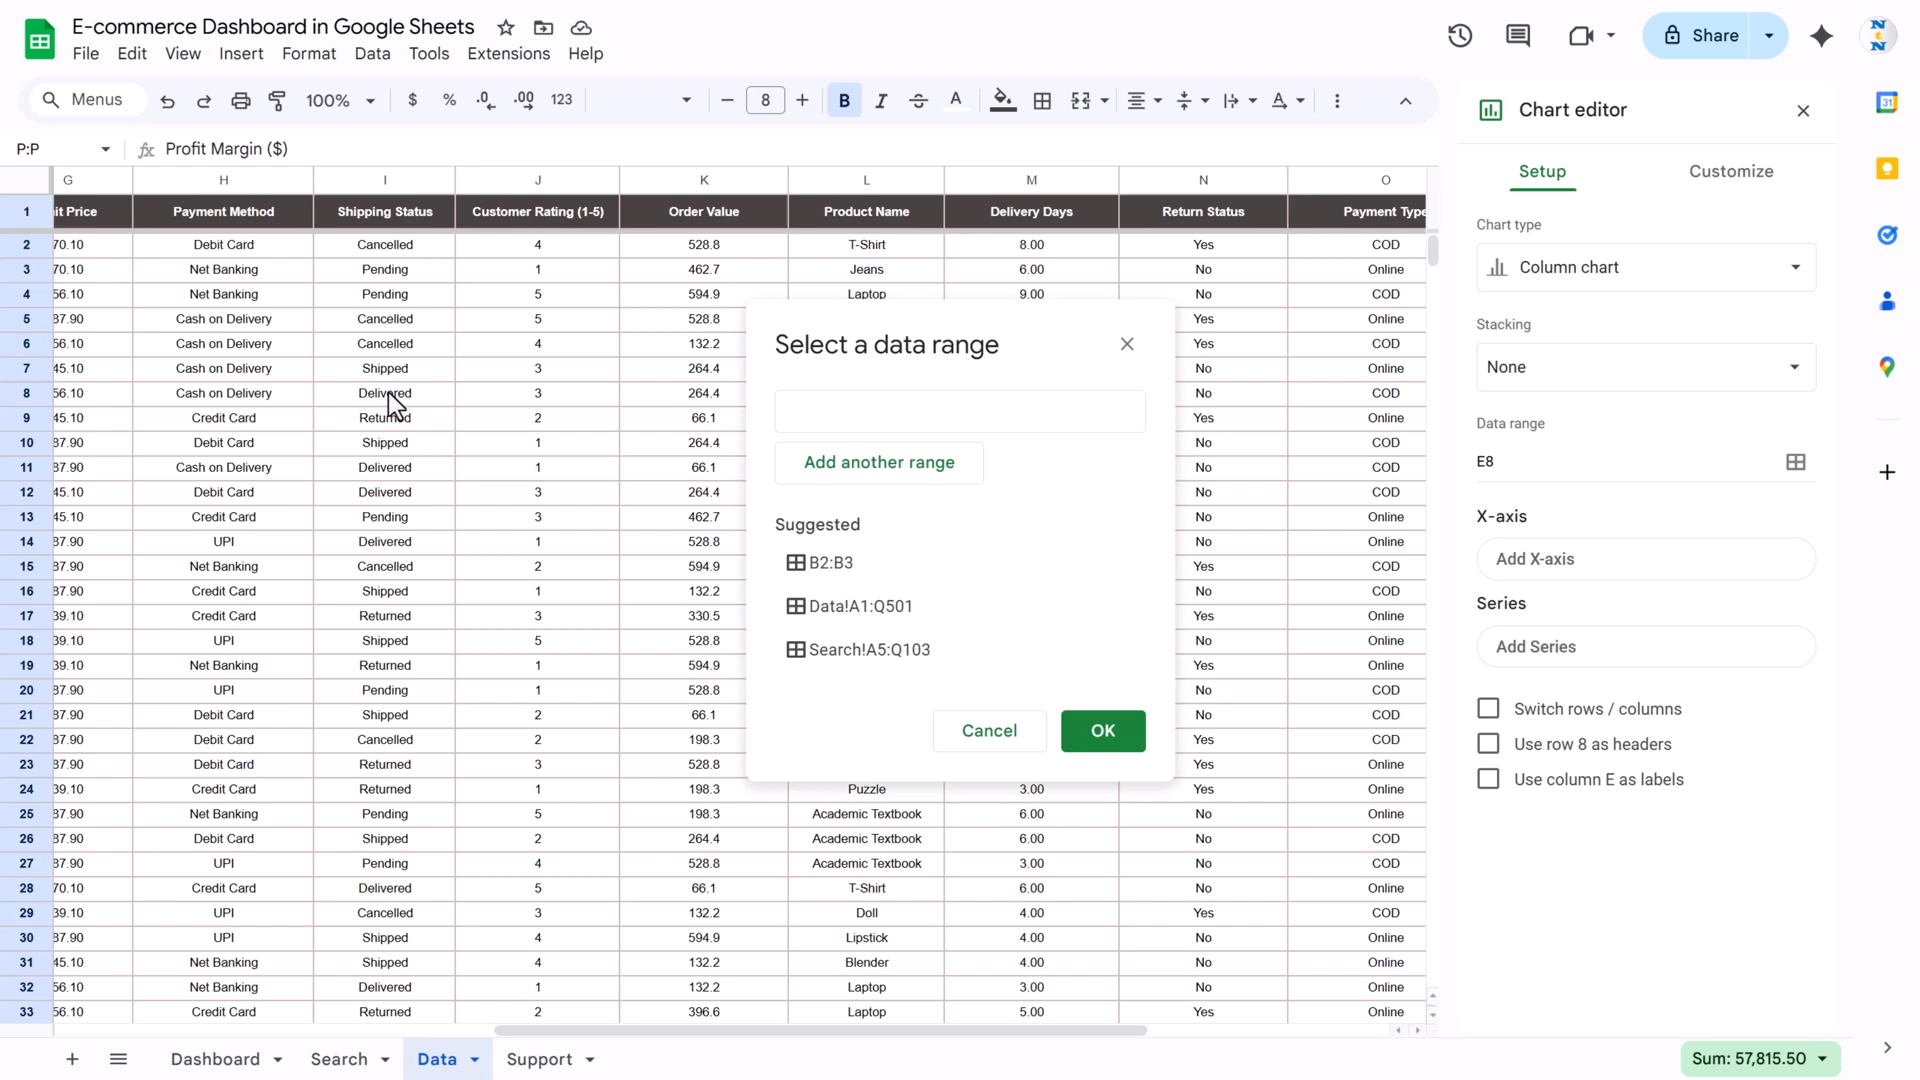 E-commerce Dashboard in Google Sheets
File Edit View Insert Format Data Tools Extensions Help
Share
Menus 100% $ % .0 .00 123 8 B I A
P:P fx Profit Margin ($)
G H I J K L M N O
1 it Price Payment Method Shipping Status Customer Rating (1-5) Order Value Product Name Delivery Days Return Status Payment Type
2 70.10 Debit Card Cancelled 4 528.8 T-Shirt 8.00 Yes COD
3 70.10 Net Banking Pending 1 462.7 Jeans 6.00 No Online
4 56.10 Net Banking Pending 5 594.9 Laptop 9.00 No COD
5 87.90 Cash on Delivery Cancelled 5 528.8 Yes Online
6 56.10 Cash on Delivery Cancelled 4 132.2 Yes COD
7 45.10 Cash on Delivery Shipped 3 264.4 No Online
8 56.10 Cash on Delivery Delivered 3 264.4 No COD
9 45.10 Credit Card Returned 2 66.1 Yes Online
10 87.90 Debit Card Shipped 1 264.4 No COD
11 87.90 Cash on Delivery Delivered 1 66.1 No COD
12 45.10 Debit Card Delivered 3 264.4 No Online
13 45.10 Credit Card Pending 3 462.7 No Online
14 87.90 UPI Delivered 1 528.8 No COD
15 87.90 Net Banking Cancelled 2 594.9 Yes COD
16 87.90 Credit Card Shipped 1 132.2 No COD
17 39.10 Credit Card Returned 3 330.5 Yes Online
18 39.10 UPI Shipped 5 528.8 No COD
19 39.10 Net Banking Returned 1 594.9 Yes Online
20 87.90 UPI Pending 1 528.8 No COD
21 87.90 Debit Card Shipped 2 66.1 No COD
22 87.90 Debit Card Cancelled 2 198.3 Yes COD
23 87.90 Debit Card Returned 3 528.8 Yes Online
24 39.10 Credit Card Returned 1 198.3 Puzzle 3.00 Yes Online
25 87.90 Net Banking Pending 5 198.3 Academic Textbook 6.00 No Online
26 87.90 Debit Card Shipped 2 264.4 Academic Textbook 6.00 No COD
27 87.90 UPI Pending 4 528.8 Academic Textbook 3.00 No COD
28 70.10 Credit Card Delivered 5 66.1 T-Shirt 6.00 No Online
29 39.10 UPI Cancelled 3 132.2 Doll 4.00 Yes COD
30 87.90 UPI Shipped 4 594.9 Lipstick 4.00 No Online
31 45.10 Net Banking Shipped 4 132.2 Blender 4.00 No Online
32 56.10 Net Banking Delivered 1 132.2 Laptop 3.00 No Online
33 56.10 Credit Card Returned 2 396.6 Laptop 5.00 Yes Online
Select a data range
Add another range
Suggested
B2:B3
Data!A1:Q501
Search!A5:Q103
Cancel OK
Chart editor
Setup Customize
Chart type
Column chart
Stacking
None
Data range
E8
X-axis
Add X-axis
Series
Add Series
Switch rows / columns
Use row 8 as headers
Use column E as labels
31
Dashboard Search Data Support
Sum: 57,815.50